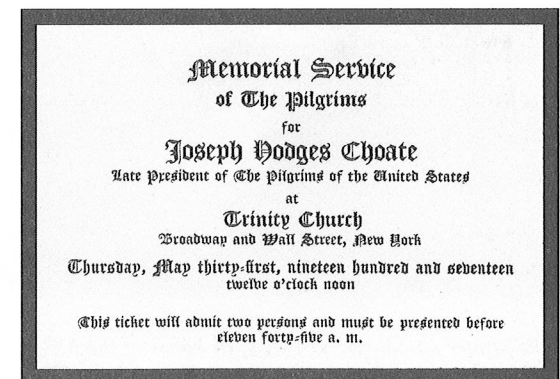 Memorial Service
of The Pilgrims
for
Joseph Hodges Choate
Late President of The Pilgrims of the United States
at
Trinity Church
Broadway and Wall Street, New York
Thursday, May thirty-first, nineteen hundred and seventeen
twelve o'clock noon
This ticket will admit two persons and must be presented before
eleven forty-five a. m.